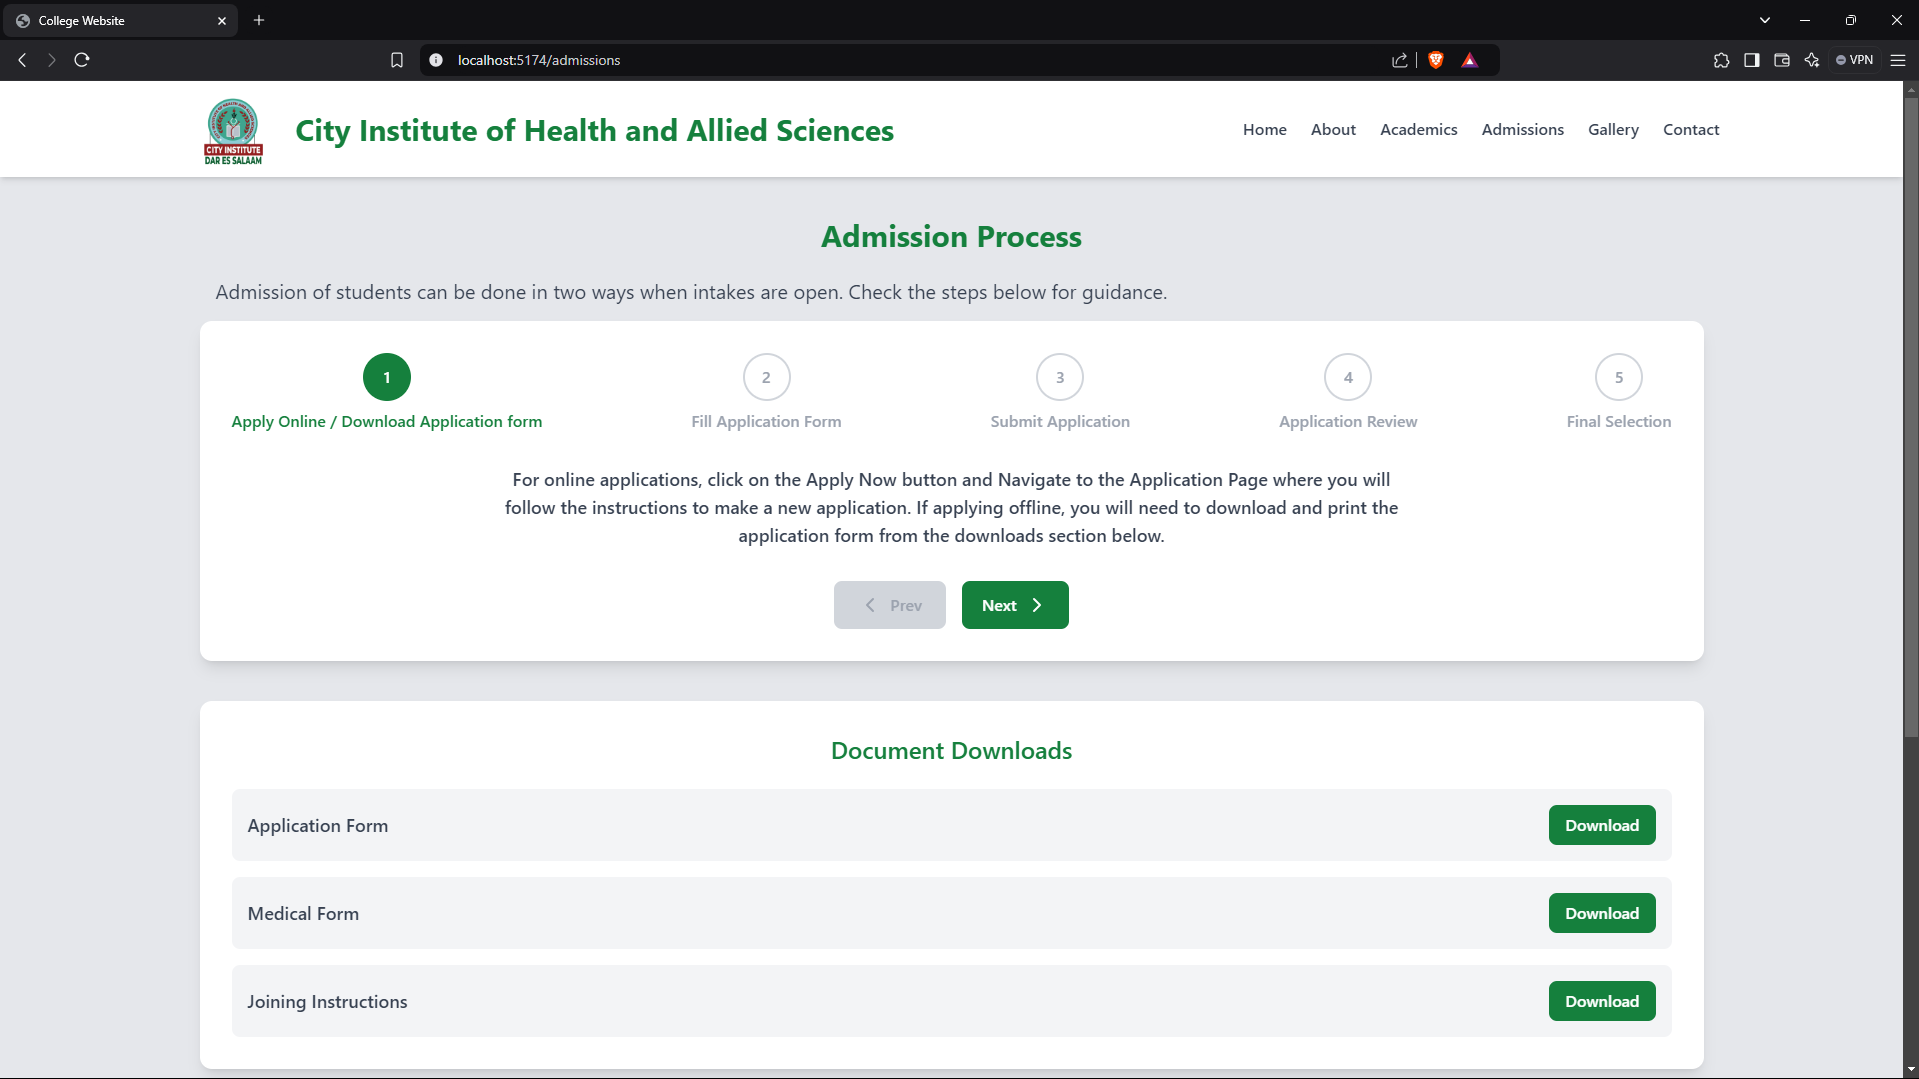 College Website
localhost:5174/admissions
VPN
CITY INSTITUTE
DAR ES SALAAM
City Institute of Health and Allied Sciences
Home About Academics Admissions Gallery Contact
Admission Process
Admission of students can be done in two ways when intakes are open. Check the steps below for guidance.
1 2 3 4 5
Apply Online / Download Application form Fill Application Form Submit Application Application Review Final Selection
For online applications, click on the Apply Now button and Navigate to the Application Page where you will
follow the instructions to make a new application. If applying offline, you will need to download and print the
application form from the downloads section below.
Prev Next
Document Downloads
Application Form Download
Medical Form Download
Joining Instructions Download